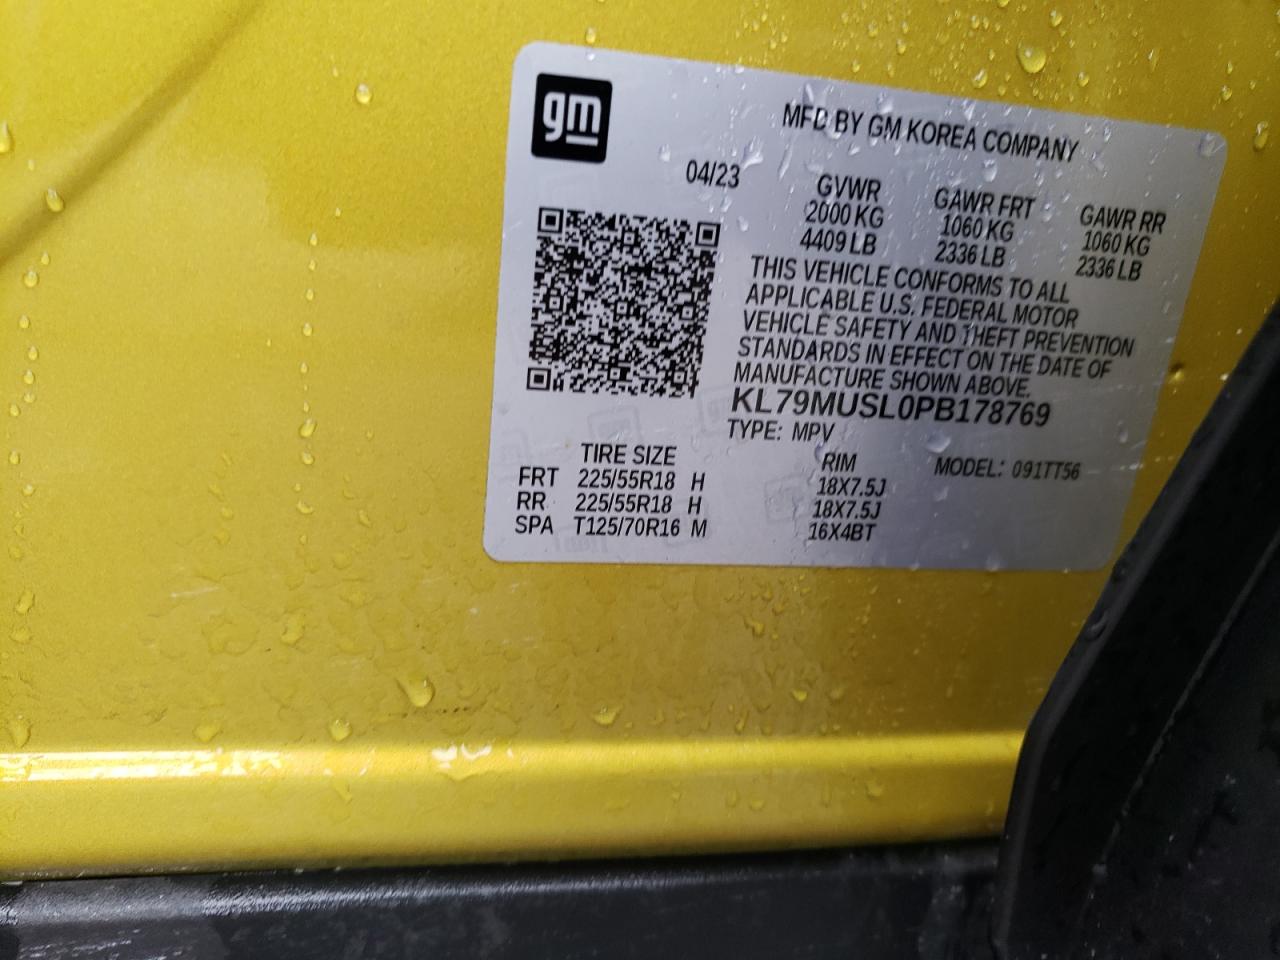 gm
MFD BY GM KOREA COMPANY
04/23
GVWR GAWR FRT GAWR RR
2000 KG 1060 KG 1060 KG
4409 LB 2336 LB 2336 LB
THIS VEHICLE CONFORMS TO ALL
APPLICABLE U.S. FEDERAL MOTOR
VEHICLE SAFETY AND THEFT PREVENTION
STANDARDS IN EFFECT ON THE DATE OF
MANUFACTURE SHOWN ABOVE.
KL79MUSL0PB178769
TYPE: MPV
TIRE SIZE RIM MODEL: 091TT56
FRT 225/55R18 H 18X7.5J
RR 225/55R18 H 18X7.5J
SPA T125/70R16 M 16X4BT